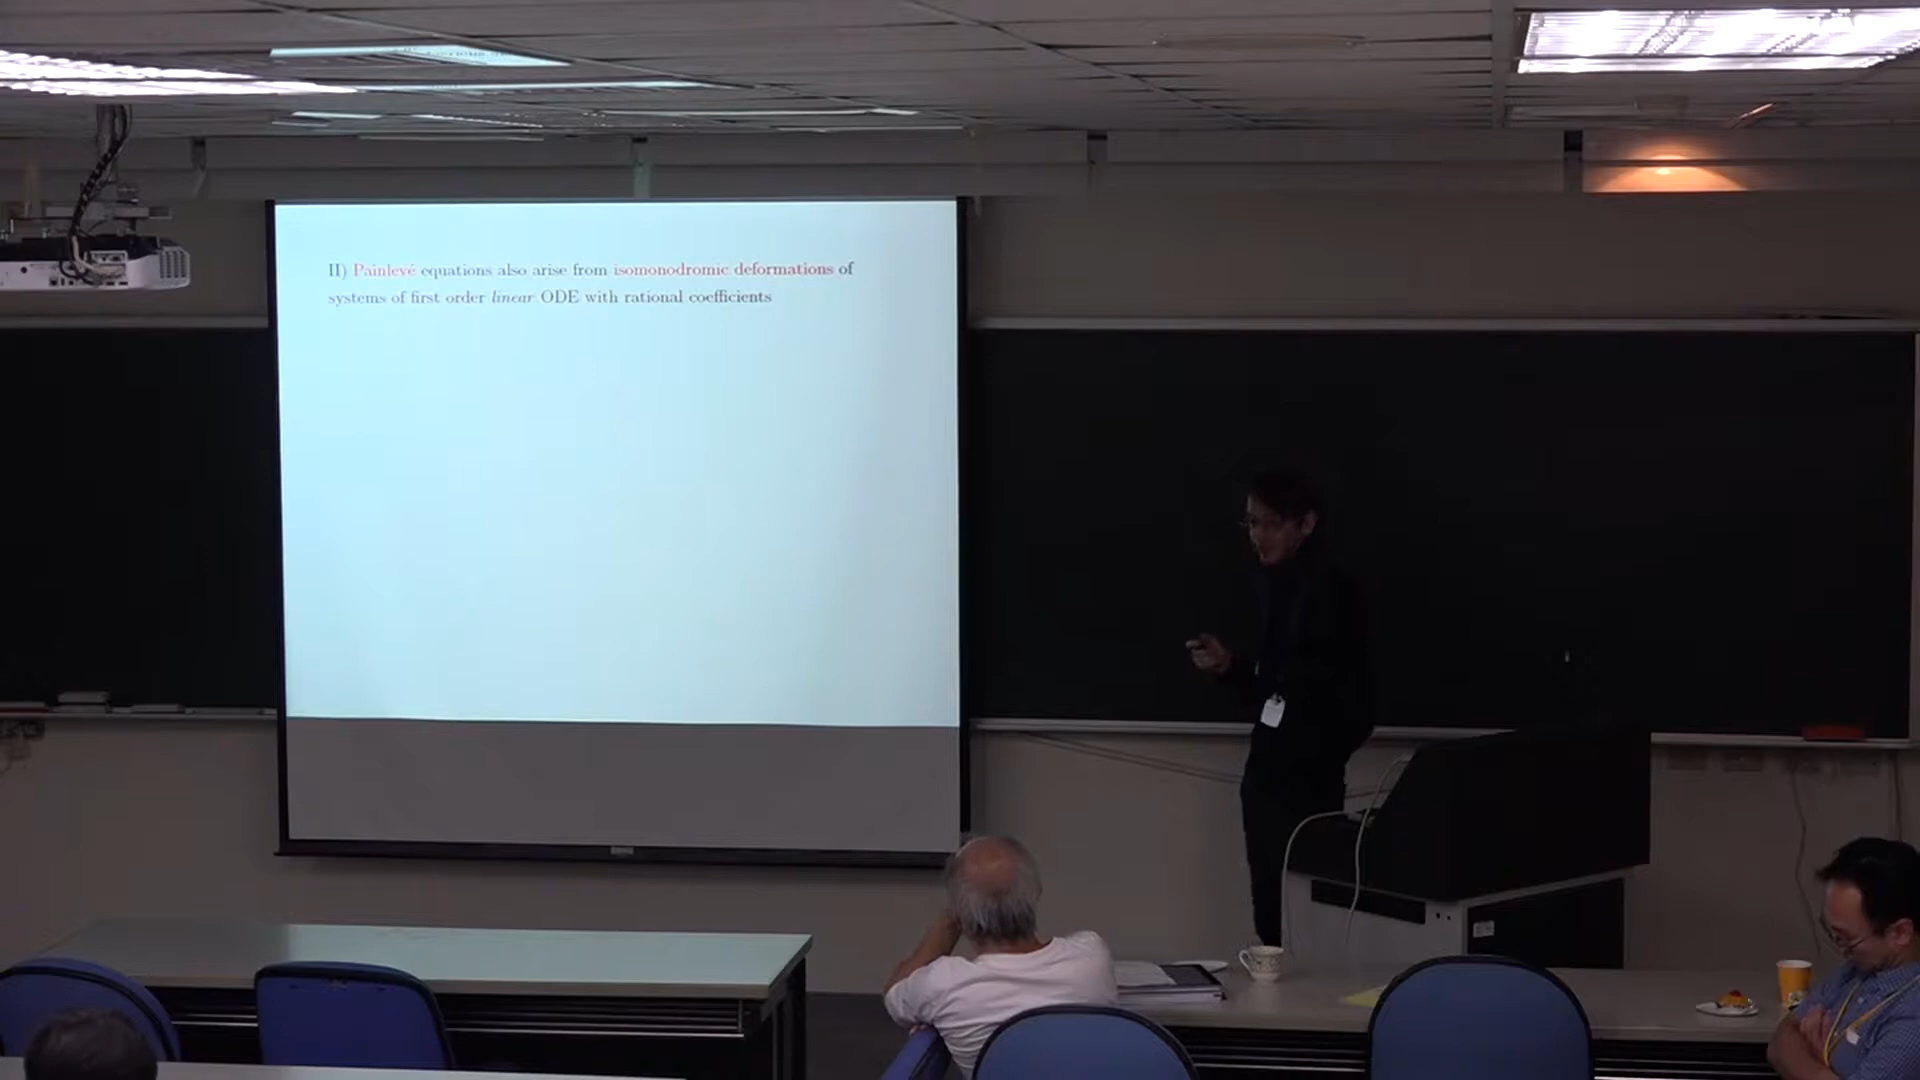 II) Painlevé equations also arise from isomonodromic deformations of
systems of first order linear ODE with rational coefficients